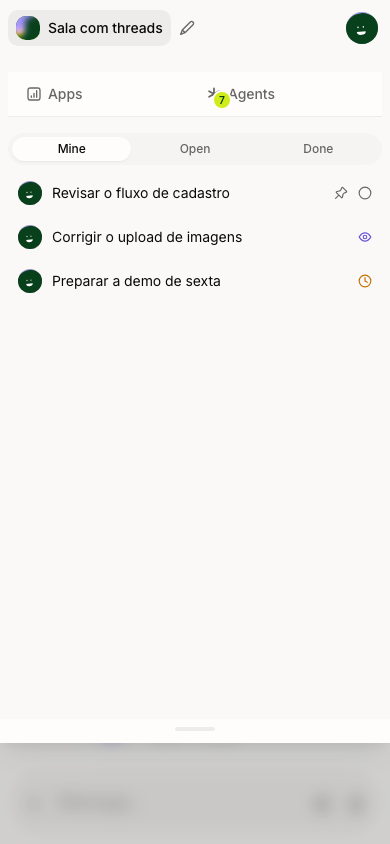 Sala com threads
Apps
7
Agents
Mine
Open
Done
Revisar o fluxo de cadastro
Corrigir o upload de imagens
Preparar a demo de sexta